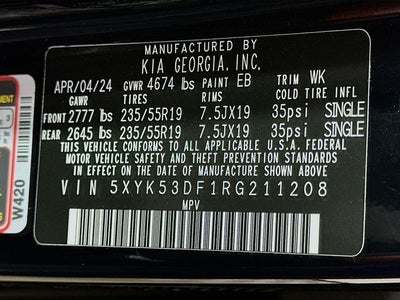 MANUFACTURED BY
KIA GEORGIA, INC.
APR/04/24 GVWR 4674 lbs PAINT EB TRIM WK
GAWR TIRES RIMS COLD TIRE INFL
FRONT 2777 lbs 235/55R19 7.5JX19 35psi SINGLE
REAR 2645 lbs 235/55R19 7.5JX19 35psi SINGLE
THIS VEHICLE CONFORMS TO ALL APPLICABLE U.S.A. FEDERAL
MOTOR VEHICLE SAFETY AND THEFT PREVENTION STANDARDS
IN EFFECT ON THE DATE OF MANUFACTURE SHOWN ABOVE.
VIN 5XYK53DF1RG211208
MPV
W420